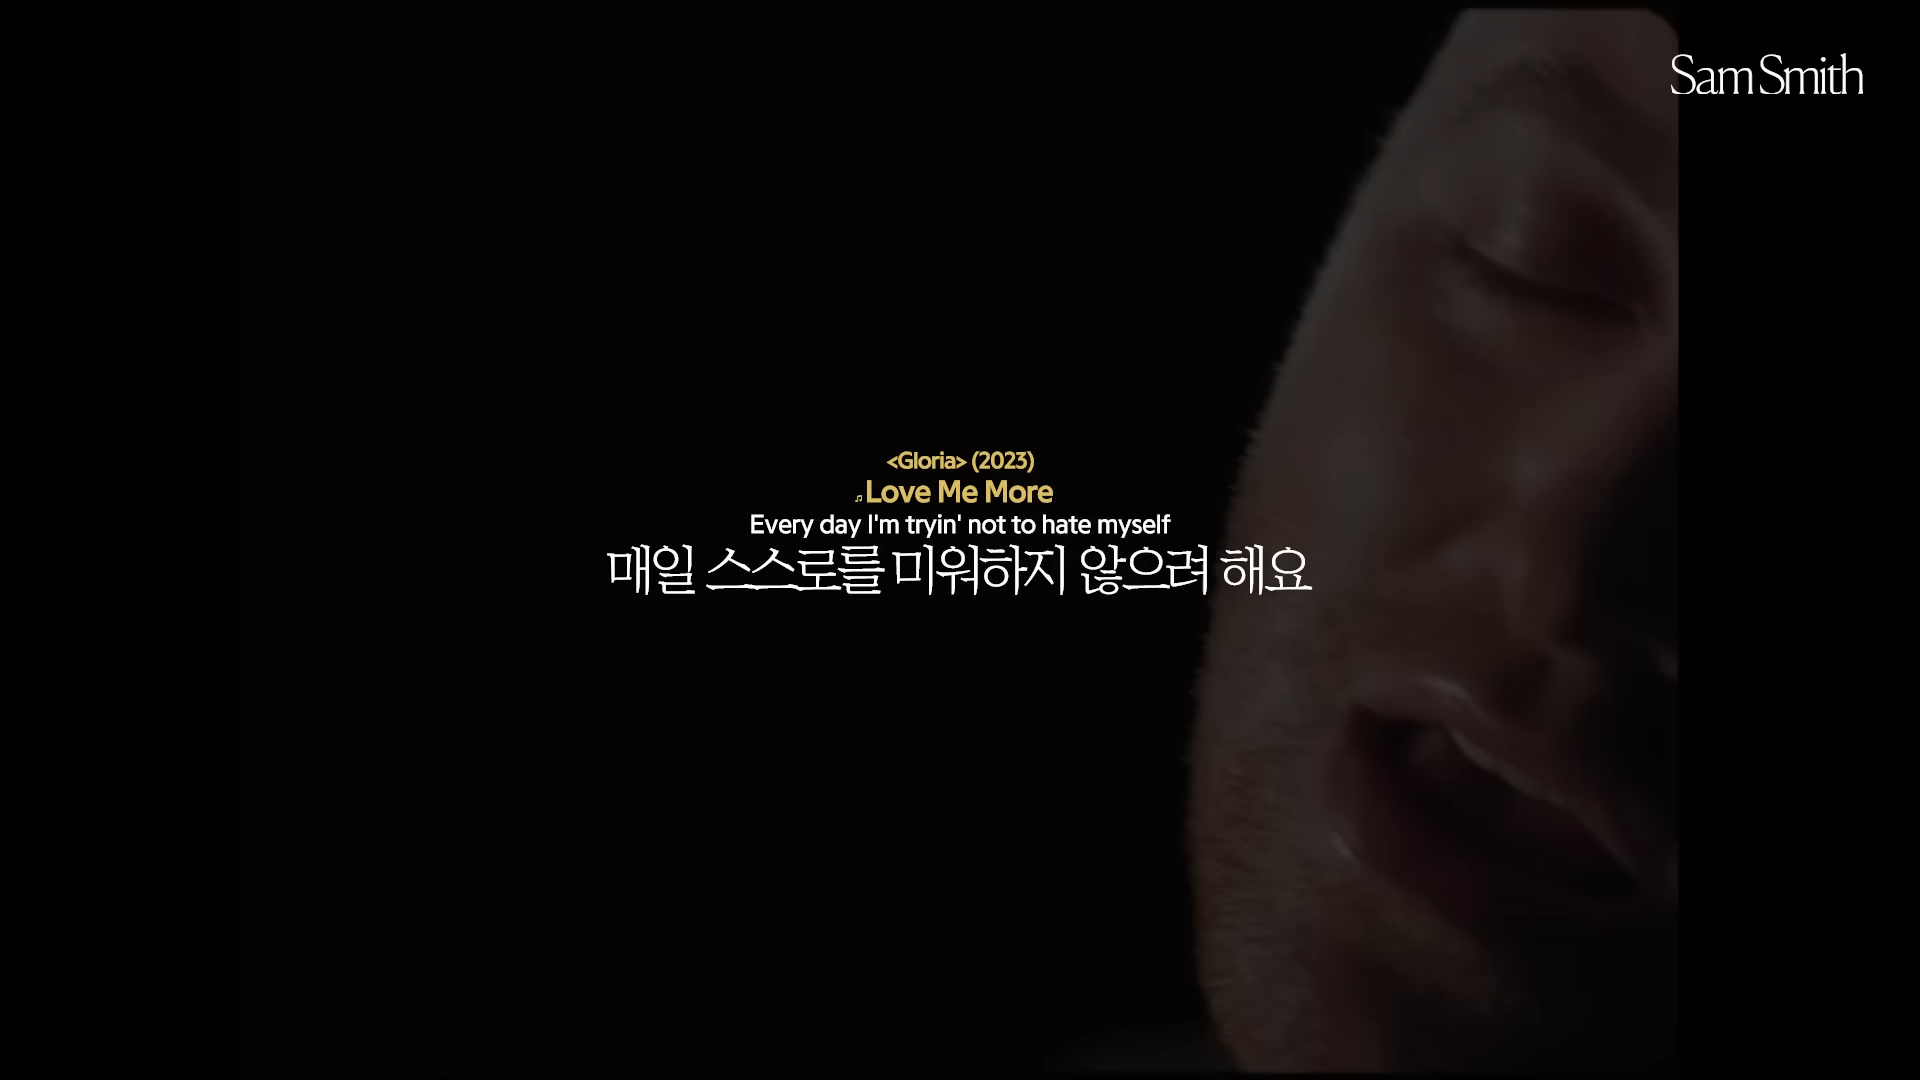 Sam Smith
<Gloria> (2023)
♬Love Me More
Every day I'm tryin' not to hate myself
매일 스스로를 미워하지 않으려 해요